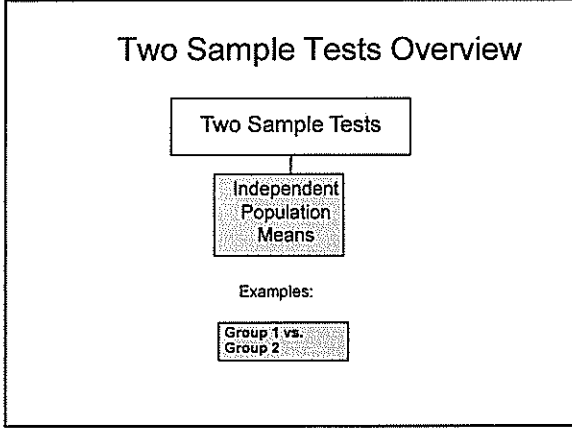 Two Sample Tests Overview
Two Sample Tests
Independent
Population
Means
Examples:
Group 1 vs.
Group 2